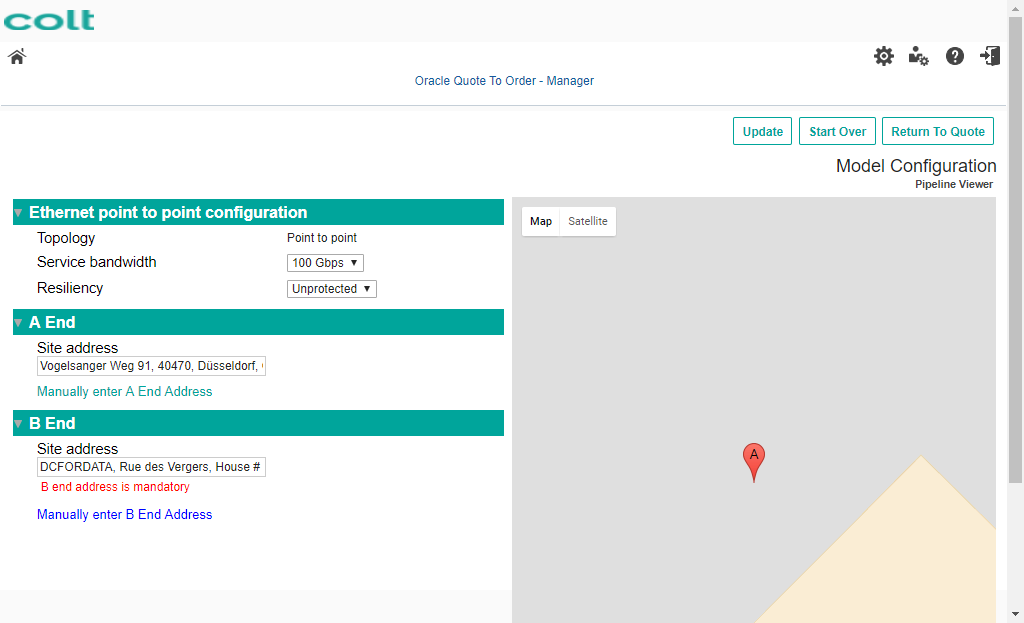 colt
Oracle Quote To Order - Manager
Update
Start Over
Return To Quote
Model Configuration
Pipeline Viewer
Ethernet point to point configuration
Topology Point to point
Service bandwidth 100 Gbps
Resiliency Unprotected
A End
Site address
Vogelsanger Weg 91, 40470, Düsseldorf,
Manually enter A End Address
B End
Site address
DCFORDATA, Rue des Vergers, House #
B end address is mandatory
Manually enter B End Address
Map Satellite
A